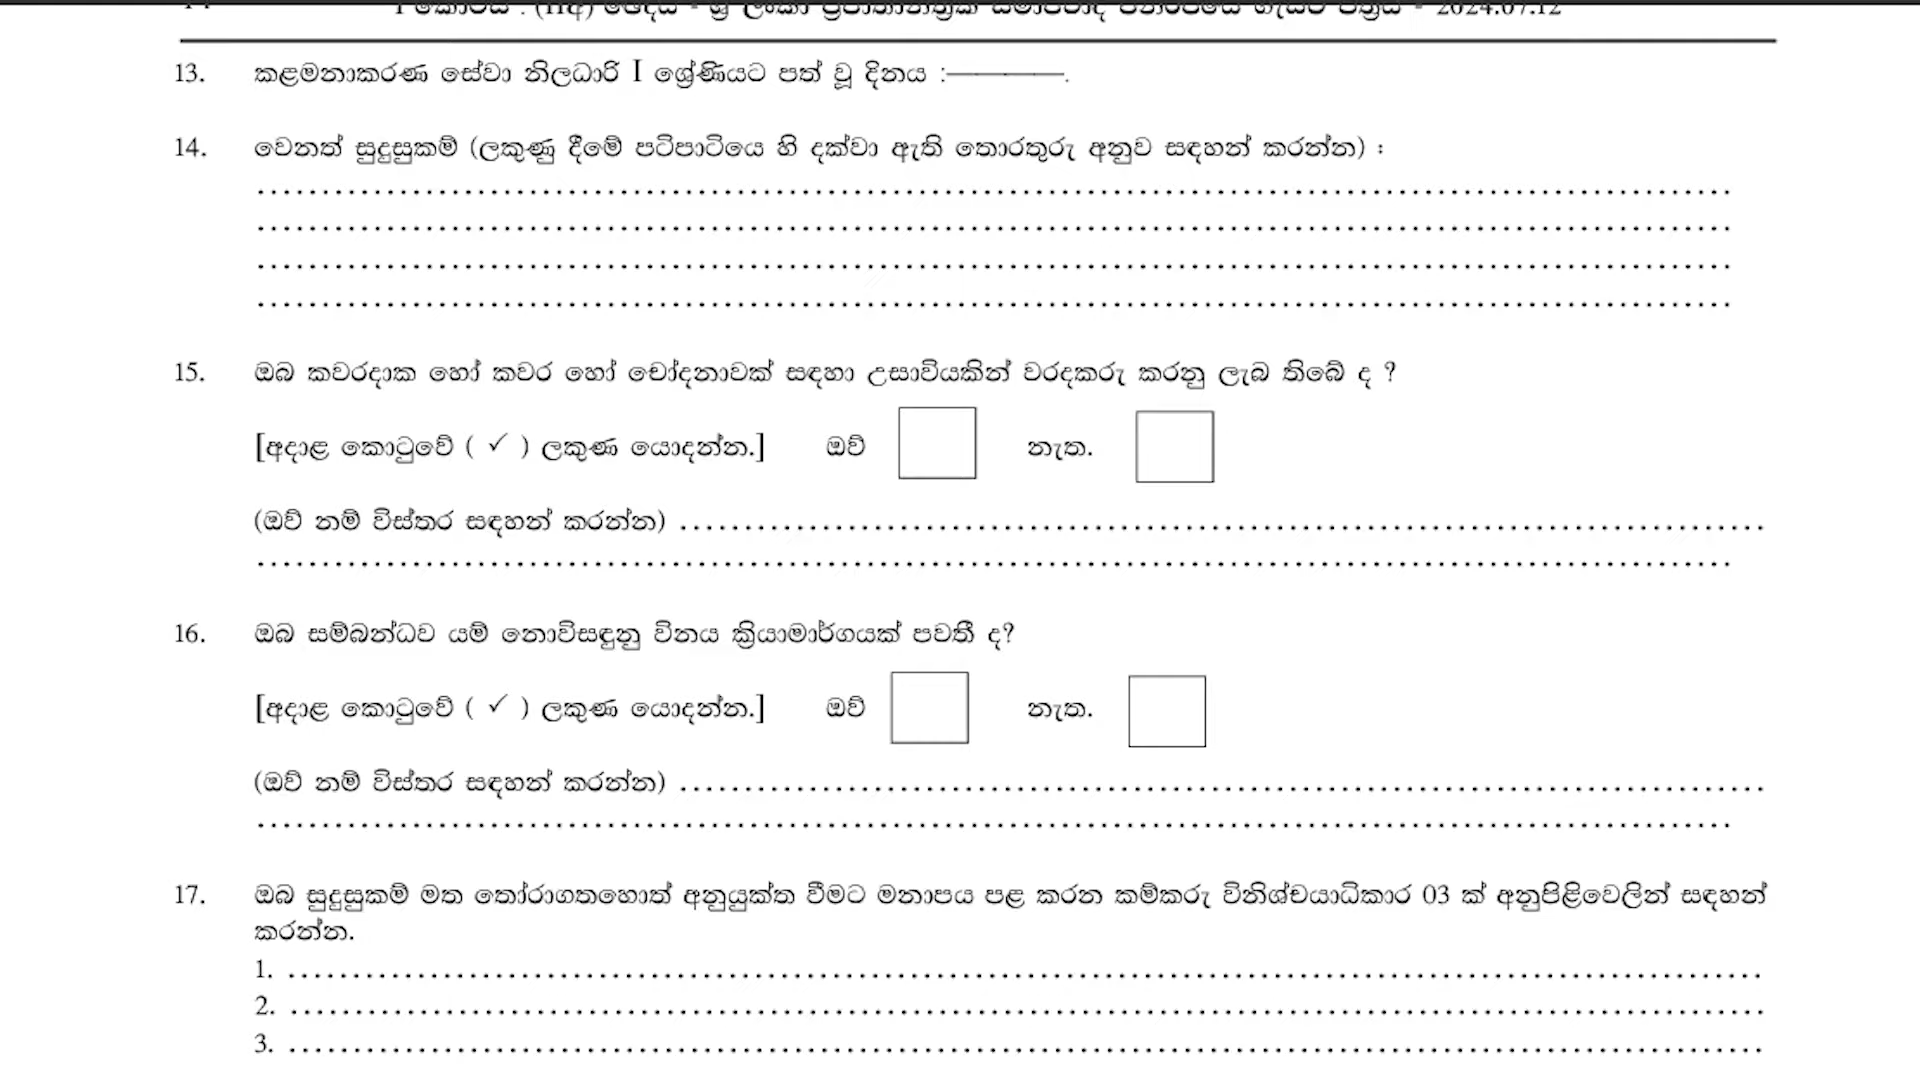 I කොටස : (IIඅ) ඡෙදය - ශ්‍රී ලංකා ප්‍රජාතාන්ත්‍රික සමාජවාදී ජනරජයේ ගැසට් පත්‍රය - 2024.07.12
13. කළමනාකරණ සේවා නිලධාරි I ශ්‍රේණියට පත් වූ දිනය :————.
14. වෙනත් සුදුසුකම් (ලකුණු දීමේ පටිපාටියෙ හි දක්වා ඇති තොරතුරු අනුව සඳහන් කරන්න) :
15. ඔබ කවරදාක හෝ කවර හෝ චෝදනාවක් සඳහා උසාවියකින් වරදකරු කරනු ලැබ තිබේ ද ?
[අදාළ කොටුවේ ( ✓ ) ලකුණ යොදන්න.] ඔව් නැත.
(ඔව් නම් විස්තර සඳහන් කරන්න) ....................
16. ඔබ සම්බන්ධව යම් නොවිසඳුනු විනය ක්‍රියාමාර්ගයක් පවතී ද?
[අදාළ කොටුවේ ( ✓ ) ලකුණ යොදන්න.] ඔව් නැත.
(ඔව් නම් විස්තර සඳහන් කරන්න) ....................
17. ඔබ සුදුසුකම් මත තෝරාගතහොත් අනුයුක්ත වීමට මනාපය පළ කරන කම්කරු විනිශ්චයාධිකාර 03 ක් අනුපිළිවෙලින් සඳහන්
කරන්න.
1. ....................
2. ....................
3. ....................